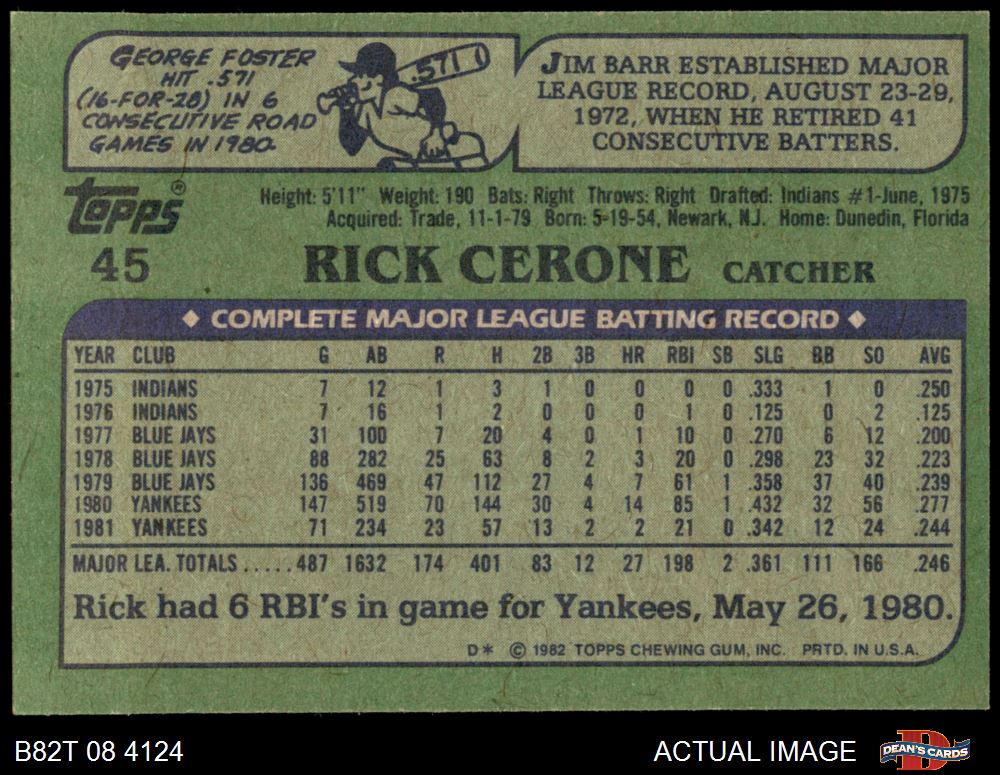 GEORGE FOSTER
HIT .571
(16-FOR-28) IN 6
CONSECUTIVE ROAD
GAMES IN 1980.
.571
JIM BARR ESTABLISHED MAJOR
LEAGUE RECORD, AUGUST 23-29,
1972, WHEN HE RETIRED 41
CONSECUTIVE BATTERS.
Topps®
Height: 5'11" Weight: 190 Bats: Right Throws: Right Drafted: Indians #1-June, 1975
Acquired: Trade, 11-1-79 Born: 5-19-54, Newark, N.J. Home: Dunedin, Florida
45 RICK CERONE CATCHER
◆ COMPLETE MAJOR LEAGUE BATTING RECORD ◆
YEAR CLUB G AB R H 2B 3B HR RBI SB SLG BB SO AVG
1975 INDIANS 7 12 1 3 1 0 0 0 0 .333 1 0 .250
1976 INDIANS 7 16 1 2 0 0 0 1 0 .125 0 2 .125
1977 BLUE JAYS 31 100 7 20 4 0 1 10 0 .270 6 12 .200
1978 BLUE JAYS 88 282 25 63 8 2 3 20 0 .298 23 32 .223
1979 BLUE JAYS 136 469 47 112 27 4 7 61 1 .358 37 40 .239
1980 YANKEES 147 519 70 144 30 4 14 85 1 .432 32 56 .277
1981 YANKEES 71 234 23 57 13 2 2 21 0 .342 12 24 .244
MAJOR LEA. TOTALS.....487 1632 174 401 83 12 27 198 2 .361 111 166 .246
Rick had 6 RBI's in game for Yankees, May 26, 1980.
D* © 1982 TOPPS CHEWING GUM, INC. PRTD. IN U.S.A.
B82T 08 4124 ACTUAL IMAGE DEAN'S CARDS